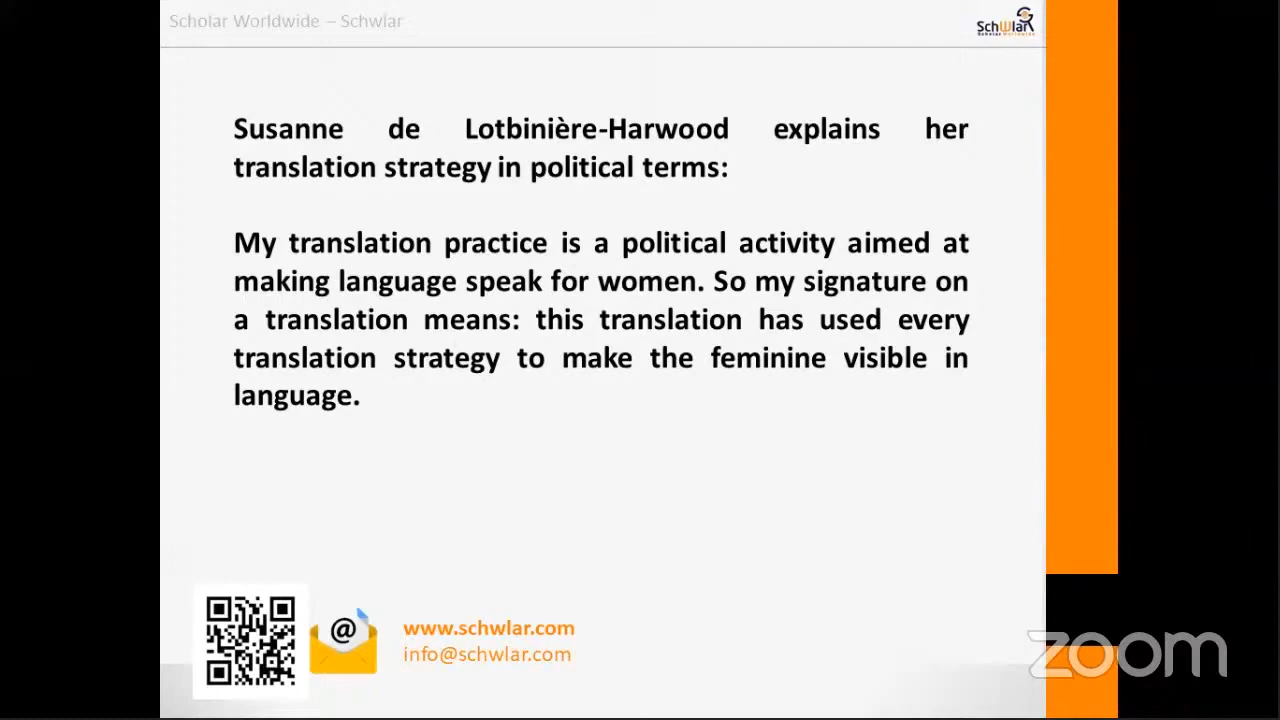 Scholar Worldwide – Schwlar
SchWlar
Scholar Worldwide
Susanne de Lotbinière-Harwood explains her
translation strategy in political terms:
My translation practice is a political activity aimed at
making language speak for women. So my signature on
a translation means: this translation has used every
translation strategy to make the feminine visible in
language.
@
www.schwlar.com
info@schwlar.com
zoom